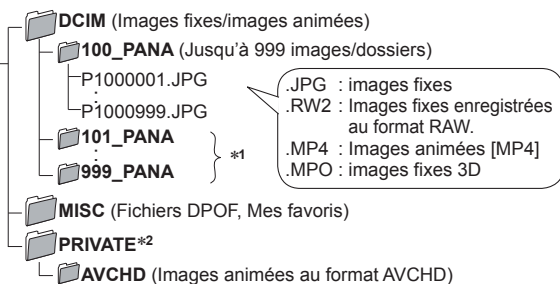 DCIM (Images fixes/images animées)
100_PANA (Jusqu'à 999 images/dossiers)
P1000001.JPG
:
P1000999.JPG
101_PANA
:
999_PANA
*1
.JPG : images fixes
.RW2 : Images fixes enregistrées
au format RAW.
.MP4 : Images animées [MP4]
.MPO : images fixes 3D
MISC (Fichiers DPOF, Mes favoris)
PRIVATE*2
AVCHD (Images animées au format AVCHD)